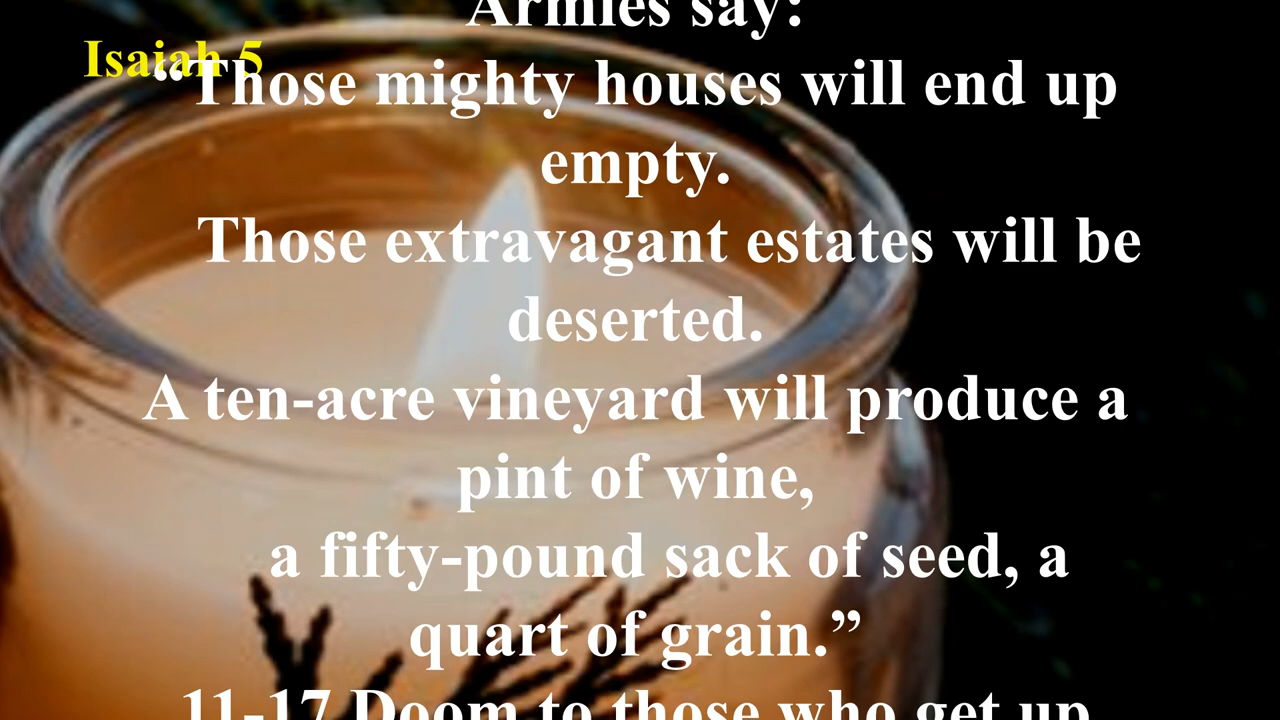 Armies say:
Isaiah 5
“Those mighty houses will end up
empty.
Those extravagant estates will be
deserted.
A ten-acre vineyard will produce a
pint of wine,
a fifty-pound sack of seed, a
quart of grain.”
11-17 Doom to those who get up